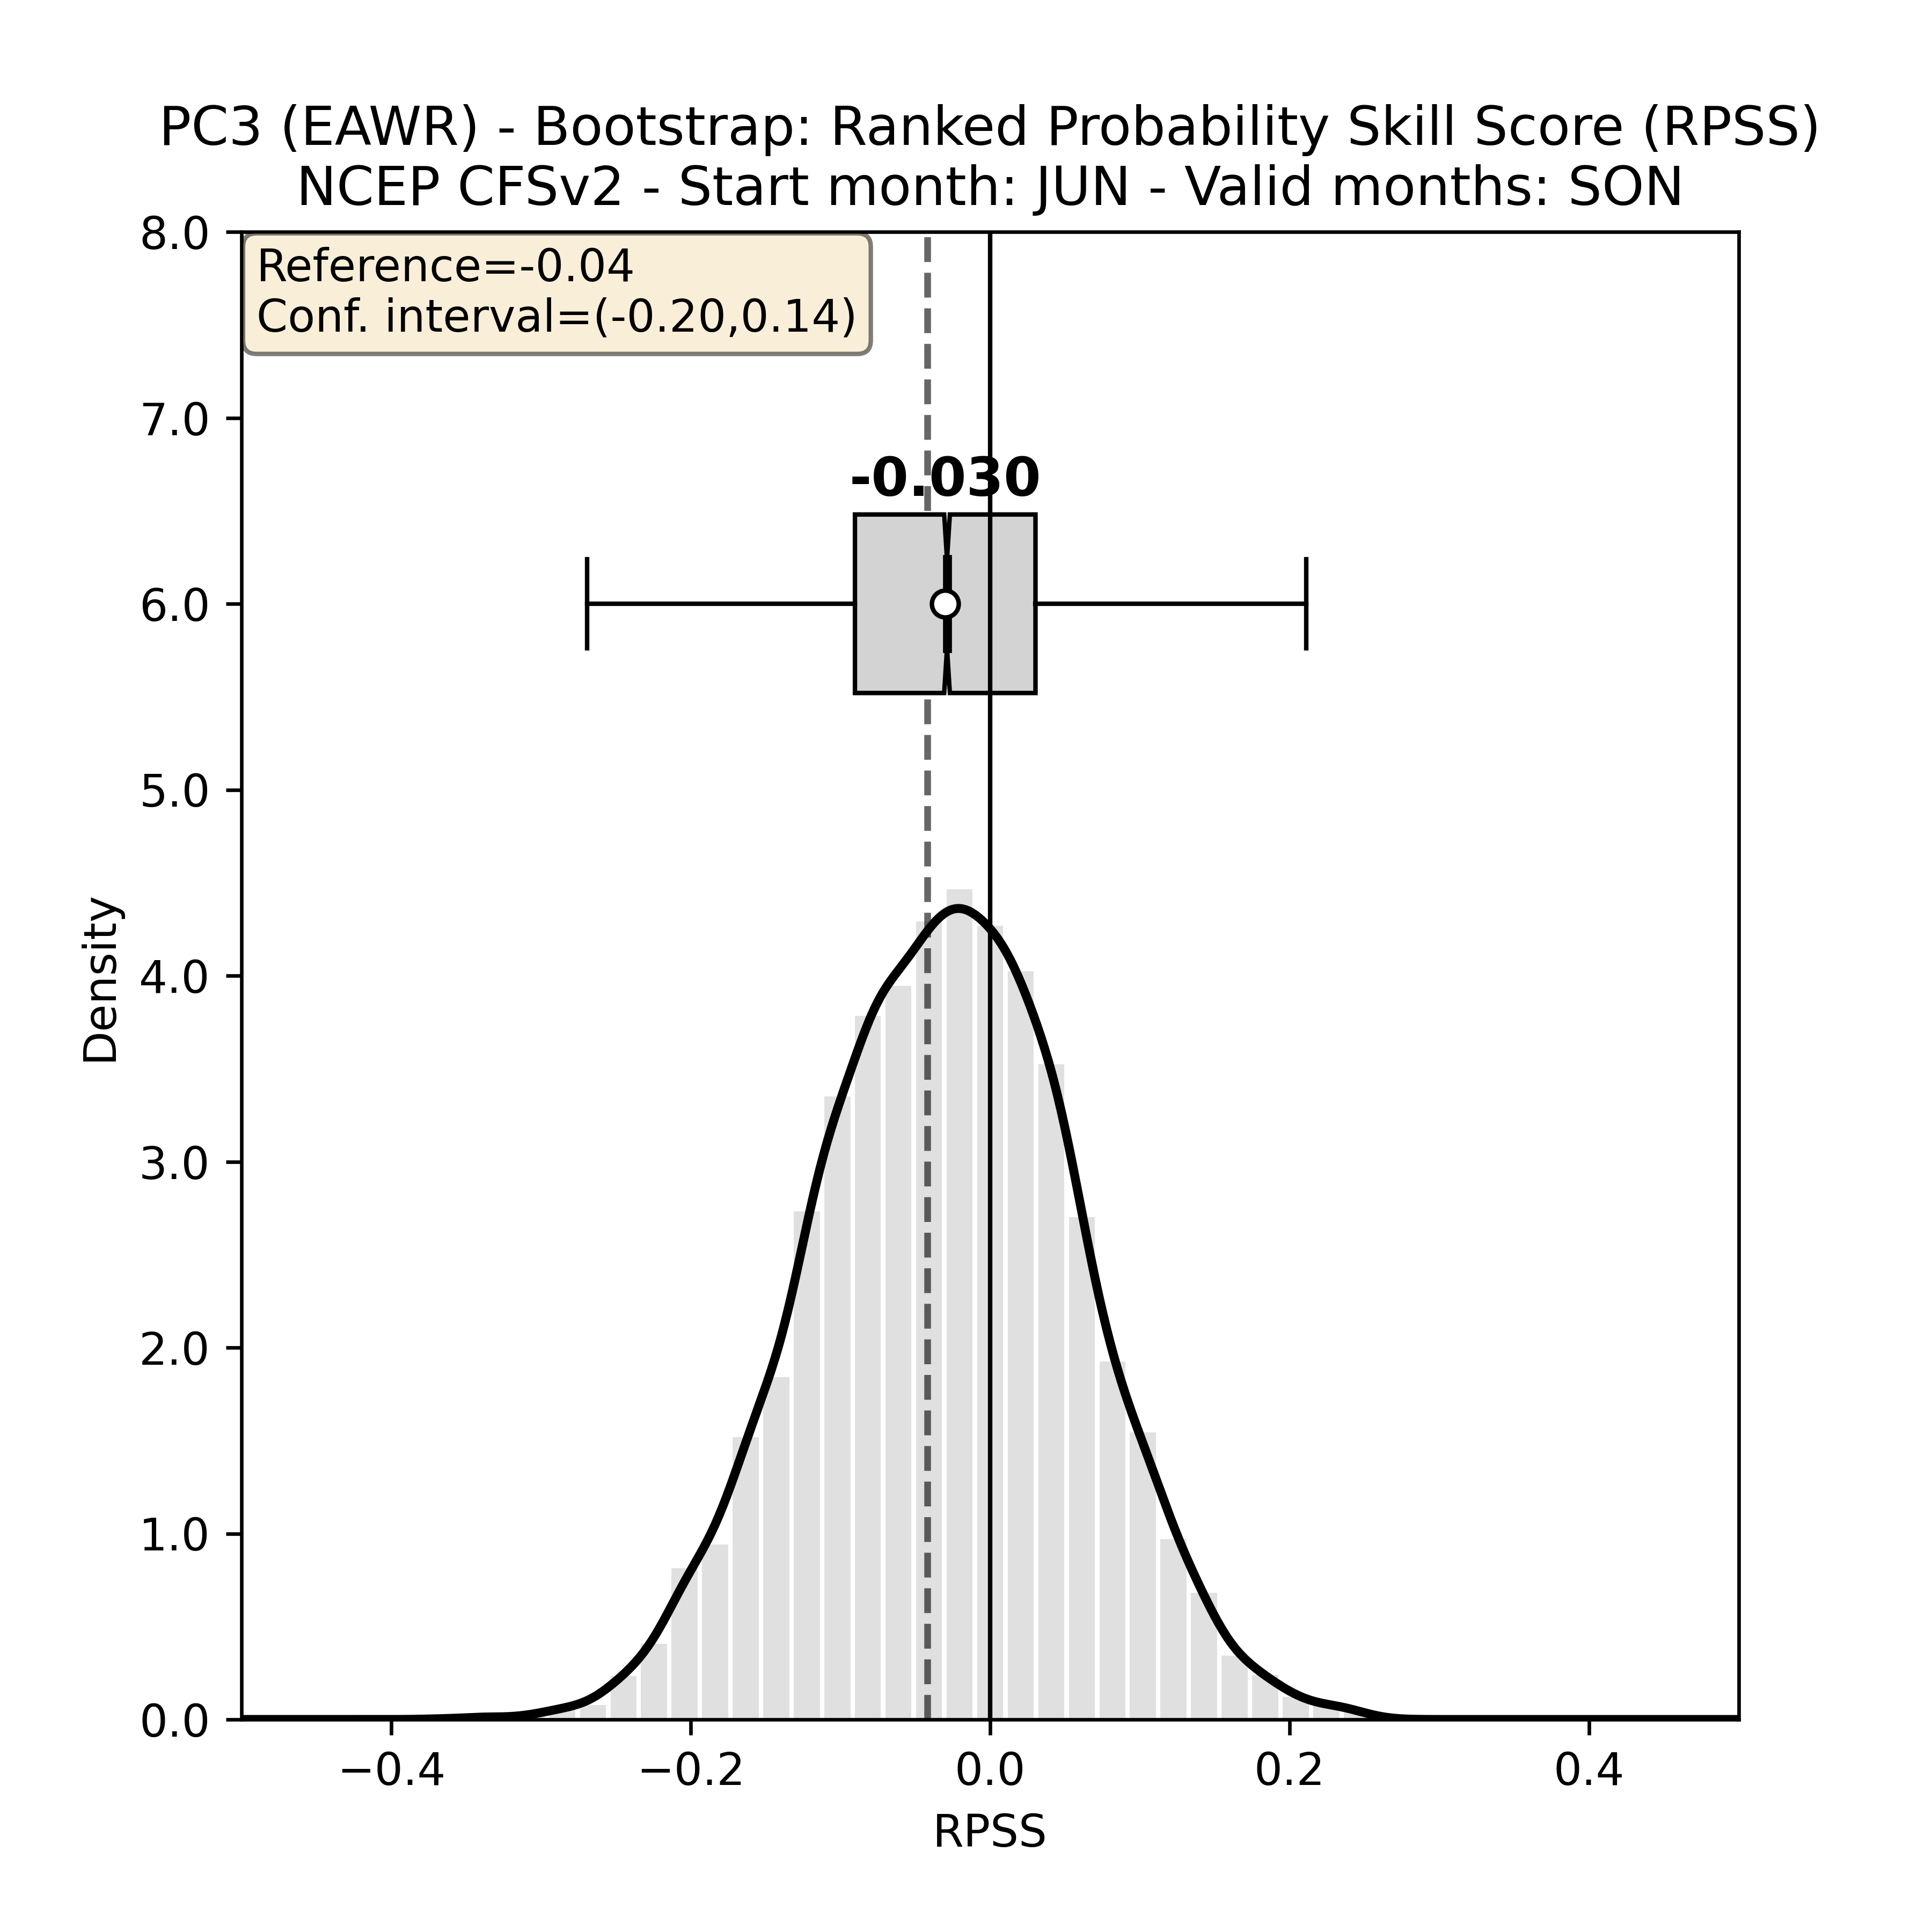 PC3 (EAWR) - Bootstrap: Ranked Probability Skill Score (RPSS)
NCEP CFSv2 - Start month: JUN - Valid months: SON
8.0
Reference=-0.04
Conf. interval=(-0.20,0.14)
7.0
-0.030
6.0
5.0
4.0
3.0
2.0
1.0
0.0
Density
−0.4 −0.2 0.0 0.2 0.4
RPSS